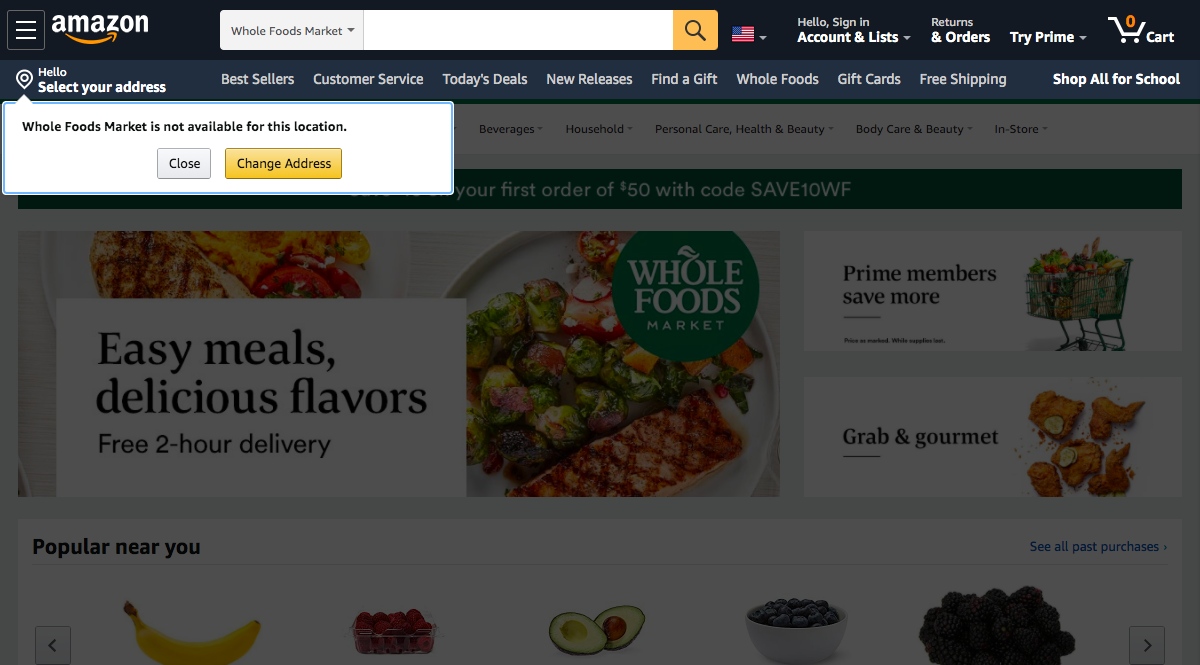 amazon
Whole Foods Market
Hello, Sign in
Account & Lists
Returns
& Orders
Try Prime
0
Cart
Hello
Select your address
Best Sellers
Customer Service
Today's Deals
New Releases
Find a Gift
Whole Foods
Gift Cards
Free Shipping
Shop All for School
Whole Foods Market is not available for this location.
Close
Change Address
Beverages
Household
Personal Care, Health & Beauty
Body Care & Beauty
In-Store
your first order of $50 with code SAVE10WF
Easy meals,
delicious flavors
Free 2-hour delivery
WHOLE
FOODS
MARKET
Prime members
save more
Price as marked. While supplies last.
Grab & gourmet
Popular near you
See all past purchases ›